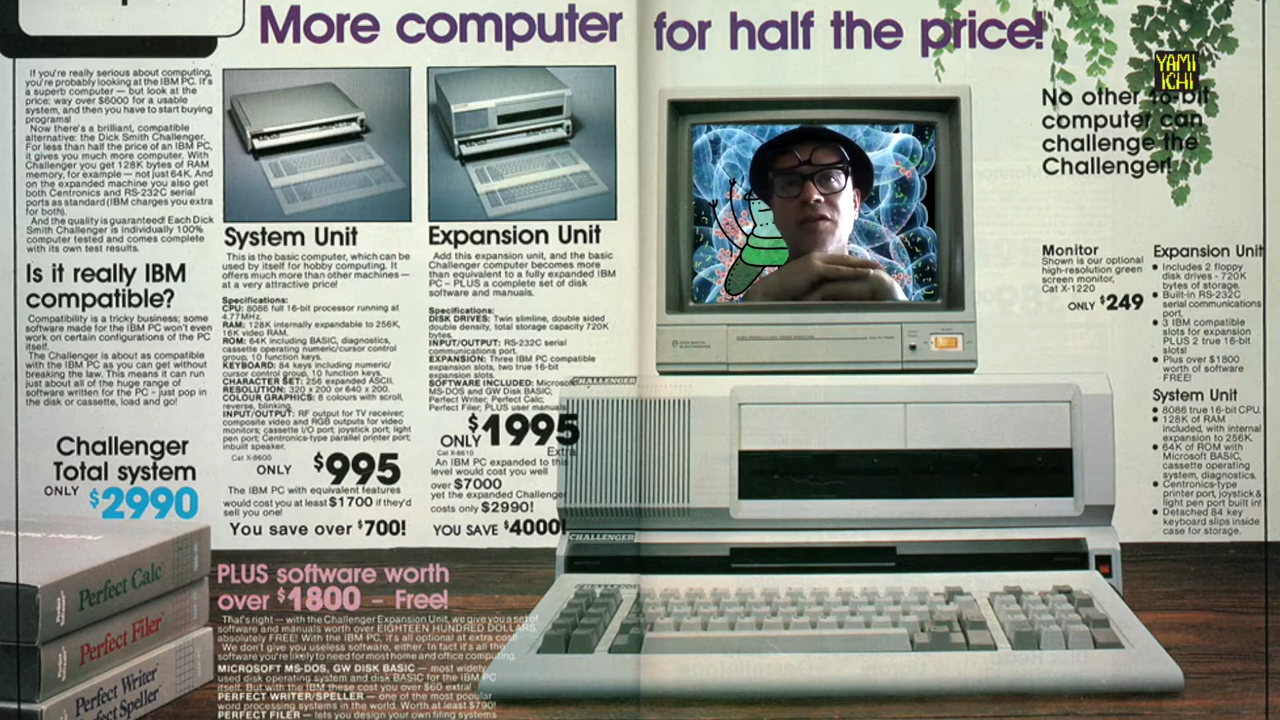 More computer for half the price!
If you're really serious about computing,
you're probably looking at the IBM PC. It's
a superb computer — but look at the
price: way over $6000 for a usable
system, and then you have to start buying
programs!
Now there's a brilliant, compatible
alternative: the Dick Smith Challenger.
For less than half the price of an IBM PC,
it gives you much more computer. With
Challenger you get 128K bytes of RAM
memory, for example — not just 64K. And
on the expanded machine you also get
both Centronics and RS-232C serial
ports as standard (IBM charges you extra
for both).
And the quality is guaranteed! Each Dick
Smith Challenger is individually 100%
computer tested and comes complete
with its own test results.
Is it really IBM
compatible?
Compatibility is a tricky business; some
software made for the IBM PC won't even
work on certain configurations of the PC
itself.
The Challenger is about as compatible
with the IBM PC as you can get without
breaking the law. This means it can run
just about all of the huge range of
software written for the PC – just pop in
the disk or cassette, load and go!
Challenger
Total system
ONLY $2990
Perfect Calc
Perfect Filer
Perfect Writer
Perfect Speller
System Unit
This is the basic computer, which can be
used by itself for hobby computing. It
offers much more than other machines —
at a very attractive price!
Specifications:
CPU: 8086 full 16-bit processor running at
4.77MHz.
RAM: 128K internally expandable to 256K,
16K video RAM.
ROM: 64K including BASIC, diagnostics,
cassette operating numeric/cursor control
group, 10 function keys.
KEYBOARD: 84 keys including numeric/
cursor control group, 10 function keys.
CHARACTER SET: 256 expanded ASCII.
RESOLUTION: 320 x 200 or 640 x 200.
COLOUR GRAPHICS: 8 colours with scroll,
reverse, blinking.
INPUT/OUTPUT: RF output for TV receiver,
composite video and RGB outputs for video
monitors; cassette I/O port; joystick port; light
pen port; Centronics-type parallel printer port;
inbuilt speaker.
Cat X-8600
ONLY $995
The IBM PC with equivalent features
would cost you at least $1700 if they'd
sell you one!
You save over $700!
Expansion Unit
Add this expansion unit, and the basic
Challenger computer becomes more
than equivalent to a fully expanded IBM
PC – PLUS a complete set of disk
software and manuals.
Specifications:
DISK DRIVES: Twin slimline, double sided
double density, total storage capacity 720K
bytes.
INPUT/OUTPUT: RS-232C serial
communications port.
EXPANSION: Three IBM PC compatible
expansion slots, two true 16-bit
expansion slots.
SOFTWARE INCLUDED: Microsoft
MS-DOS and GW Disk BASIC,
Perfect Writer, Perfect Calc,
Perfect Filer, PLUS user manuals
ONLY $1995
Cat X-8610
Extra
An IBM PC expanded to this
level would cost you well
over $7000
yet the expanded Challenger
costs only $2990!
YOU SAVE $4000!
PLUS software worth
over $1800 – Free!
That's right — with the Challenger Expansion Unit, we give you a set of
software and manuals worth over EIGHTEEN HUNDRED DOLLARS,
absolutely FREE! With the IBM PC, it's all optional at extra cost!
We don't give you useless software, either. In fact it's all the
software you're likely to need for most home and office computing.
MICROSOFT MS-DOS, GW DISK BASIC — most widely
used disk operating system and disk BASIC for the IBM PC
itself. But with the IBM these cost you over $60 extra!
PERFECT WRITER/SPELLER — one of the most popular
word processing systems in the world. Worth at least $790!
PERFECT FILER — lets you design your own filing systems
CHALLENGER
CHALLENGER
CHALLENGER
YAMI
ICHI
No other 16-bit
computer can
challenge the
Challenger!
Monitor
Shown is our optional
high-resolution green
screen monitor,
Cat X-1220
ONLY $249
Expansion Unit
Includes 2 floppy
disk drives - 720K
bytes of storage.
Built-in RS-232C
serial communications
port.
3 IBM compatible
slots for expansion
PLUS 2 true 16-bit
slots!
Plus over $1800
worth of software
FREE!
System Unit
8086 true 16-bit CPU.
128K of RAM
included, with internal
expansion to 256K.
64K of ROM with
Microsoft BASIC,
cassette operating
system, diagnostics.
Centronics-type
printer port, joystick &
light pen port built in!
Detached 84 key
keyboard slips inside
case for storage.